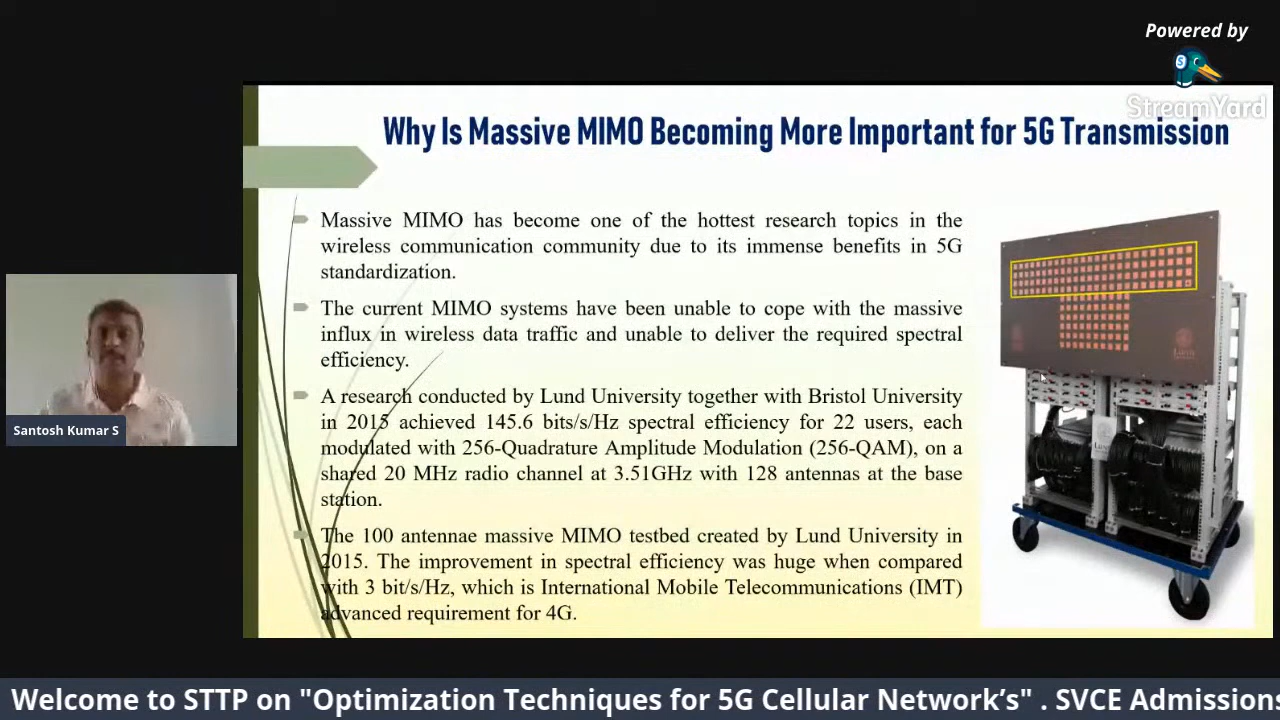 Powered by
StreamYard
Why Is Massive MIMO Becoming More Important for 5G Transmission
Massive MIMO has become one of the hottest research topics in the
wireless communication community due to its immense benefits in 5G
standardization.
The current MIMO systems have been unable to cope with the massive
influx in wireless data traffic and unable to deliver the required spectral
efficiency.
A research conducted by Lund University together with Bristol University
in 2015 achieved 145.6 bits/s/Hz spectral efficiency for 22 users, each
modulated with 256-Quadrature Amplitude Modulation (256-QAM), on a
shared 20 MHz radio channel at 3.51GHz with 128 antennas at the base
station.
The 100 antennae massive MIMO testbed created by Lund University in
2015. The improvement in spectral efficiency was huge when compared
with 3 bit/s/Hz, which is International Mobile Telecommunications (IMT)
advanced requirement for 4G.
Santosh Kumar S
Welcome to STTP on "Optimization Techniques for 5G Cellular Network’s" . SVCE Admissions